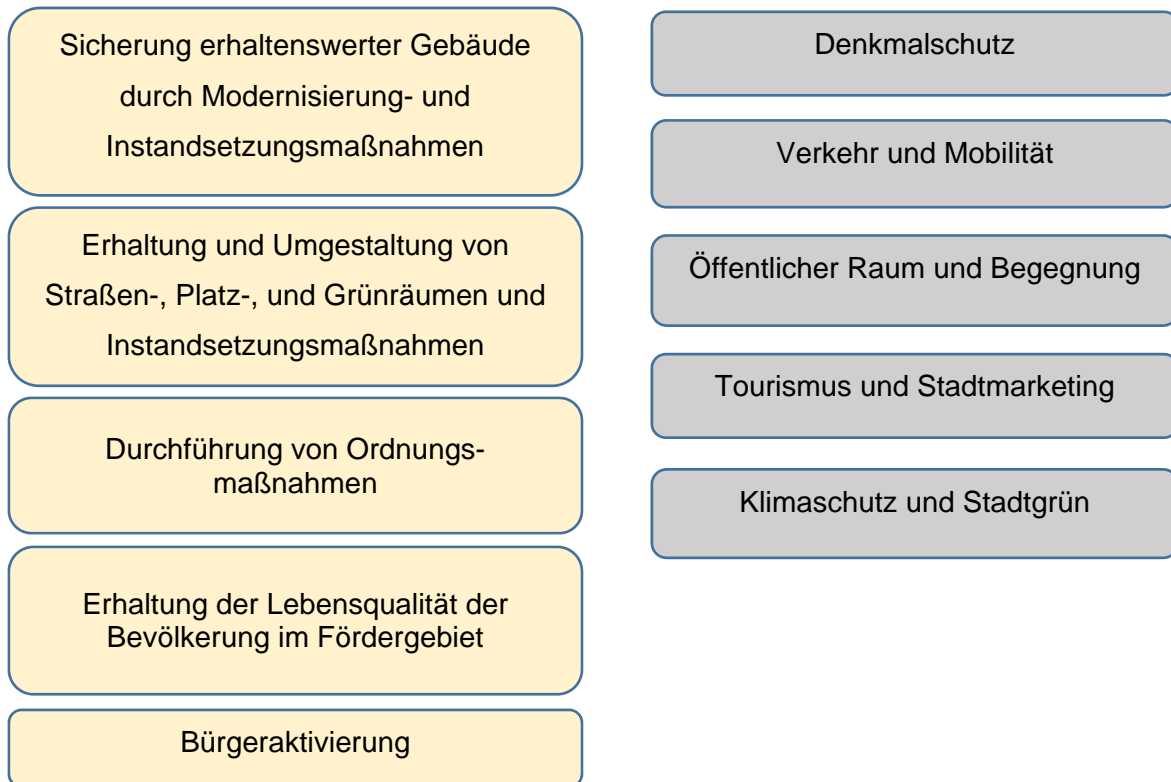 Sicherung erhaltenswerter Gebäude
durch Modernisierung- und
Instandsetzungsmaßnahmen
Erhaltung und Umgestaltung von
Straßen-, Platz-, und Grünräumen und
Instandsetzungsmaßnahmen
Durchführung von Ordnungs-
maßnahmen
Erhaltung der Lebensqualität der
Bevölkerung im Fördergebiet
Bürgeraktivierung
Denkmalschutz
Verkehr und Mobilität
Öffentlicher Raum und Begegnung
Tourismus und Stadtmarketing
Klimaschutz und Stadtgrün